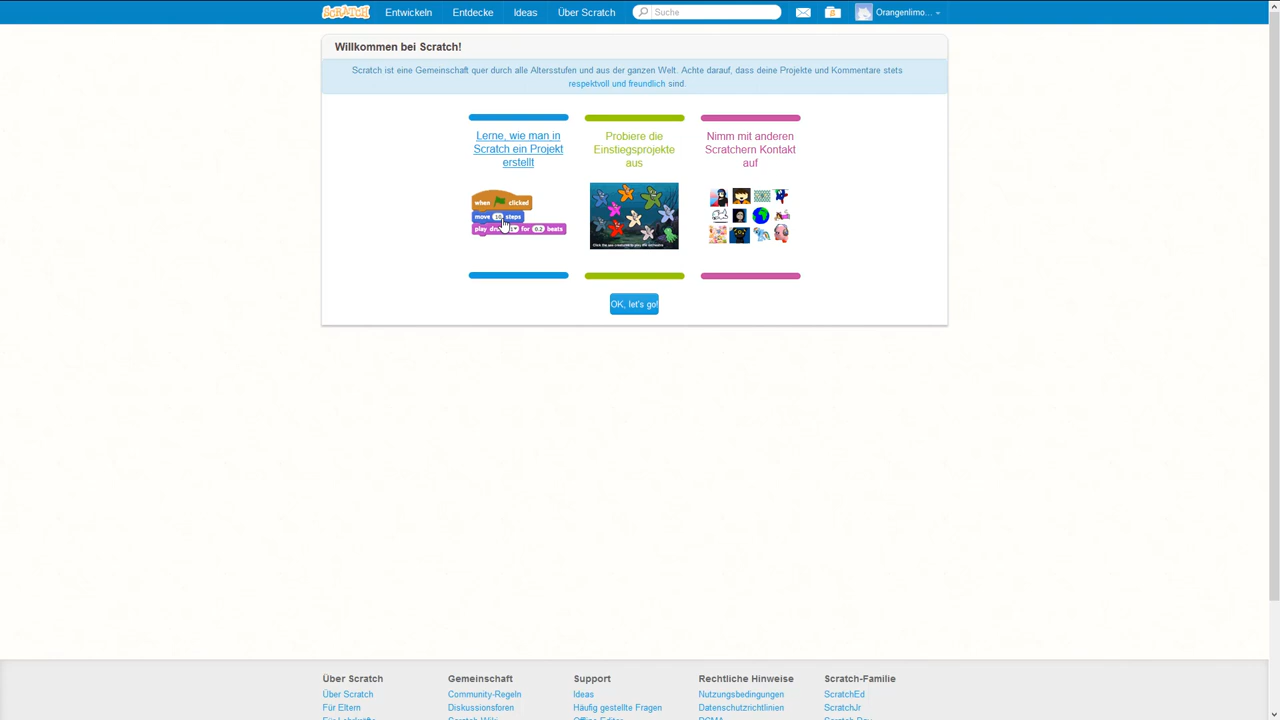 SCRATCH Entwickeln Entdecke Ideas Über Scratch Suche Orangenlimo...
Willkommen bei Scratch!
Scratch ist eine Gemeinschaft quer durch alle Altersstufen und aus der ganzen Welt. Achte darauf, dass deine Projekte und Kommentare stets
respektvoll und freundlich sind.
Lerne, wie man in
Scratch ein Projekt
erstellt
when clicked
move 10 steps
for 0.2 beats
Probiere die
Einstiegsprojekte
aus
Nimm mit anderen
Scratchern Kontakt
auf
OK, let's go!
Über Scratch
Über Scratch
Für Eltern
Gemeinschaft
Community-Regeln
Diskussionsforen
Support
Ideas
Häufig gestellte Fragen
Rechtliche Hinweise
Nutzungsbedingungen
Datenschutzrichtlinien
Scratch-Familie
ScratchEd
ScratchJr